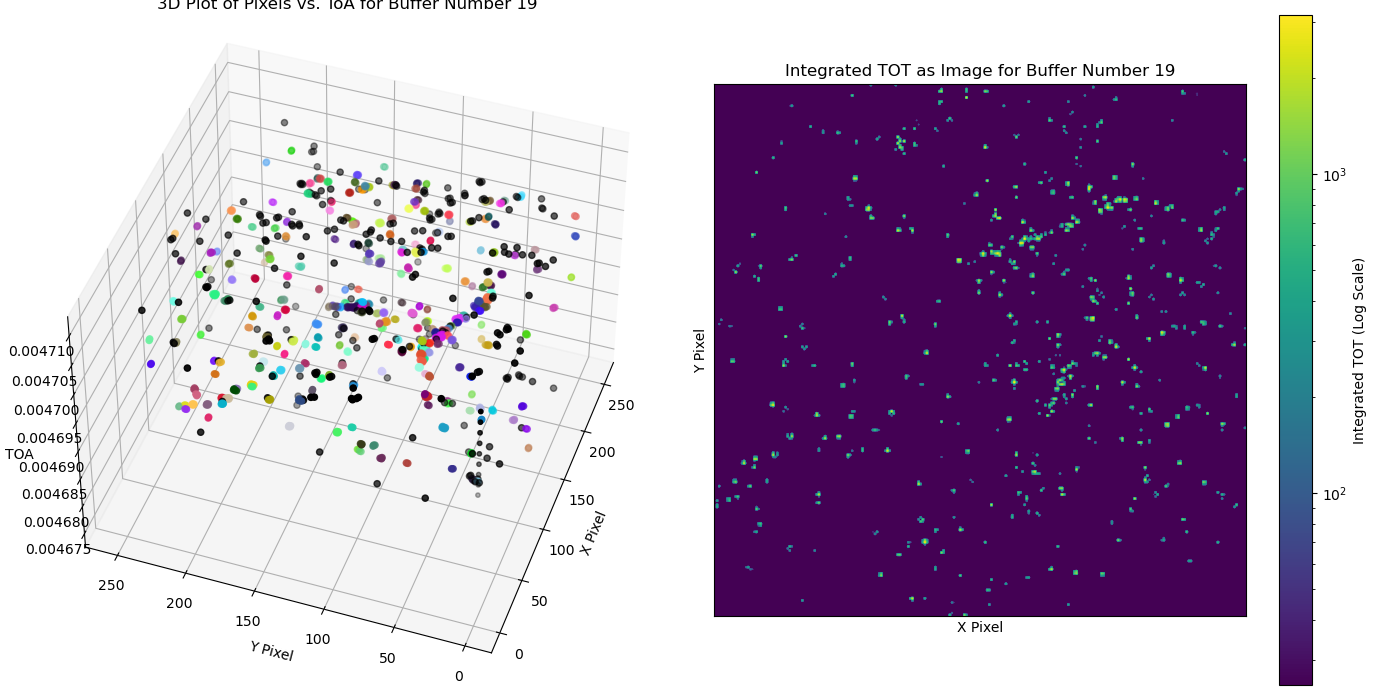 3D Plot of Pixels vs. ToA for Buffer Number 19
0.004710
0.004705
0.004700
0.004695
TOA
0.004690
0.004685
0.004680
0.004675
250
200
150
100
50
0
Y Pixel
250
200
150
100
50
0
X Pixel
Integrated TOT as Image for Buffer Number 19
Y Pixel
X Pixel
10³
10²
Integrated TOT (Log Scale)